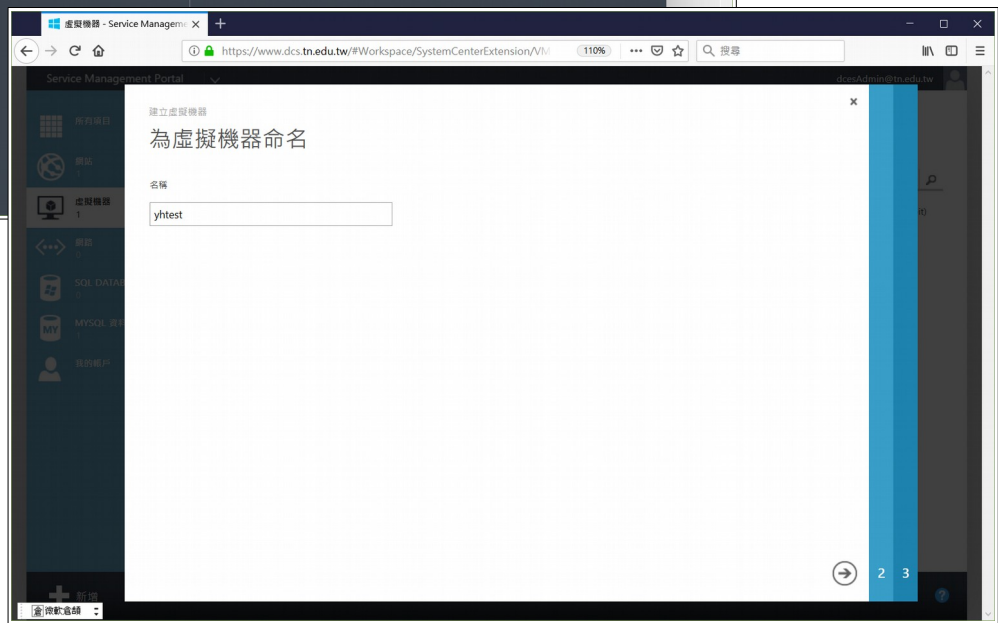 虛擬機器 - Service Manageme
https://www.dcs.tn.edu.tw/#Workspace/SystemCenterExtension/VM
110%
搜尋
Service Management Portal
dcesAdmin@tn.edu.tw
所有項目
網站
1
虛擬機器
1
SQL DATAB
MY
MYSQL 資料
我的帳戶
建立虛擬機器
為虛擬機器命名
名稱
yhtest
2 3
新增
?
倉 微軟倉頡